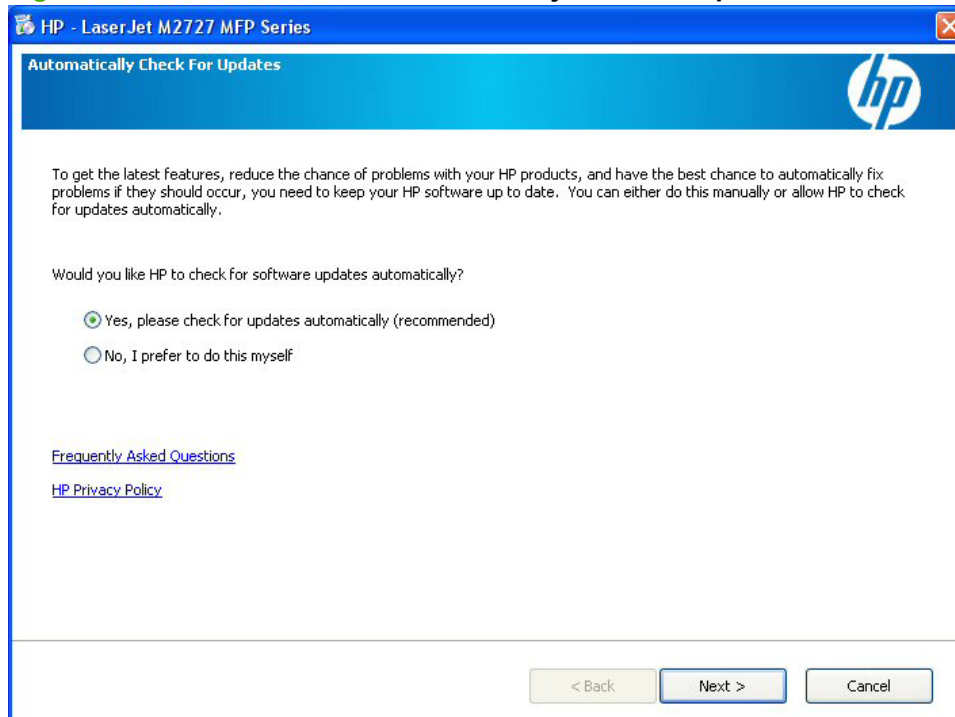 HP - LaserJet M2727 MFP Series
Automatically Check For Updates
hp
To get the latest features, reduce the chance of problems with your HP products, and have the best chance to automatically fix
problems if they should occur, you need to keep your HP software up to date. You can either do this manually or allow HP to check
for updates automatically.
Would you like HP to check for software updates automatically?
Yes, please check for updates automatically (recommended)
No, I prefer to do this myself
Frequently Asked Questions
HP Privacy Policy
< Back
Next >
Cancel